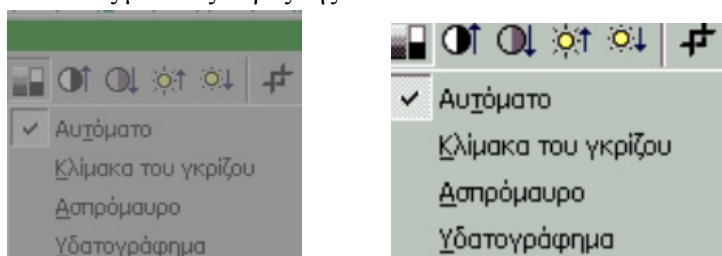 Αυτόματο
Κλίμακα του γκρίζου
Ασπρόμαυρο
Υδατογράφημα
Αυτόματο
Κλίμακα του γκρίζου
Ασπρόμαυρο
Υδατογράφημα